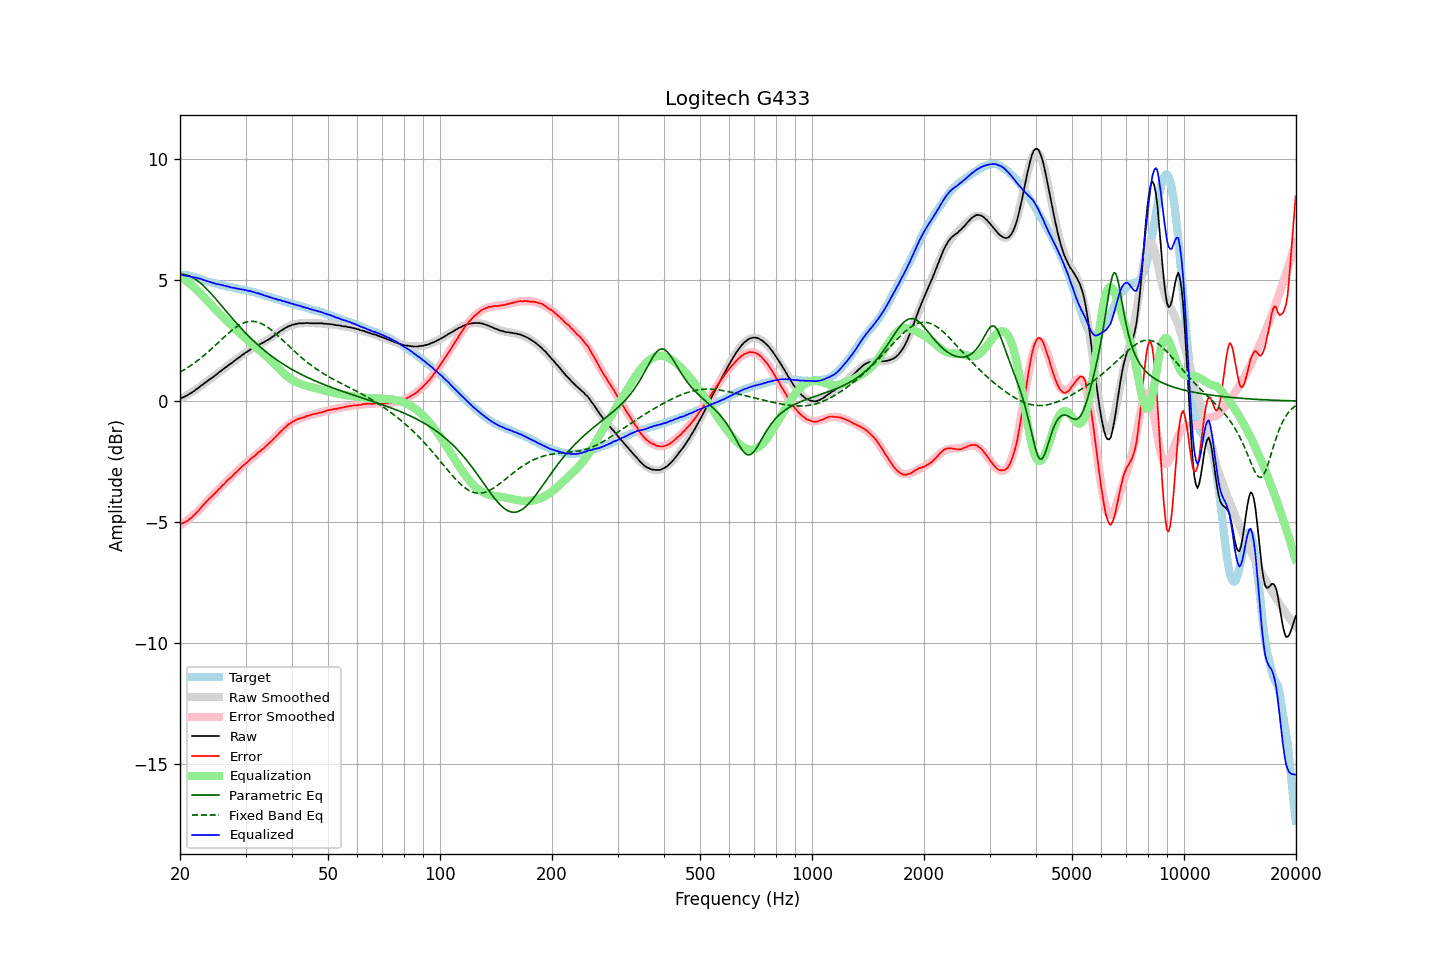 Logitech G433
Amplitude (dBr)
10
5
0
−5
−10
−15
Target
Raw Smoothed
Error Smoothed
Raw
Error
Equalization
Parametric Eq
Fixed Band Eq
Equalized
20 50 100 200 500 1000 2000 5000 10000 20000
Frequency (Hz)